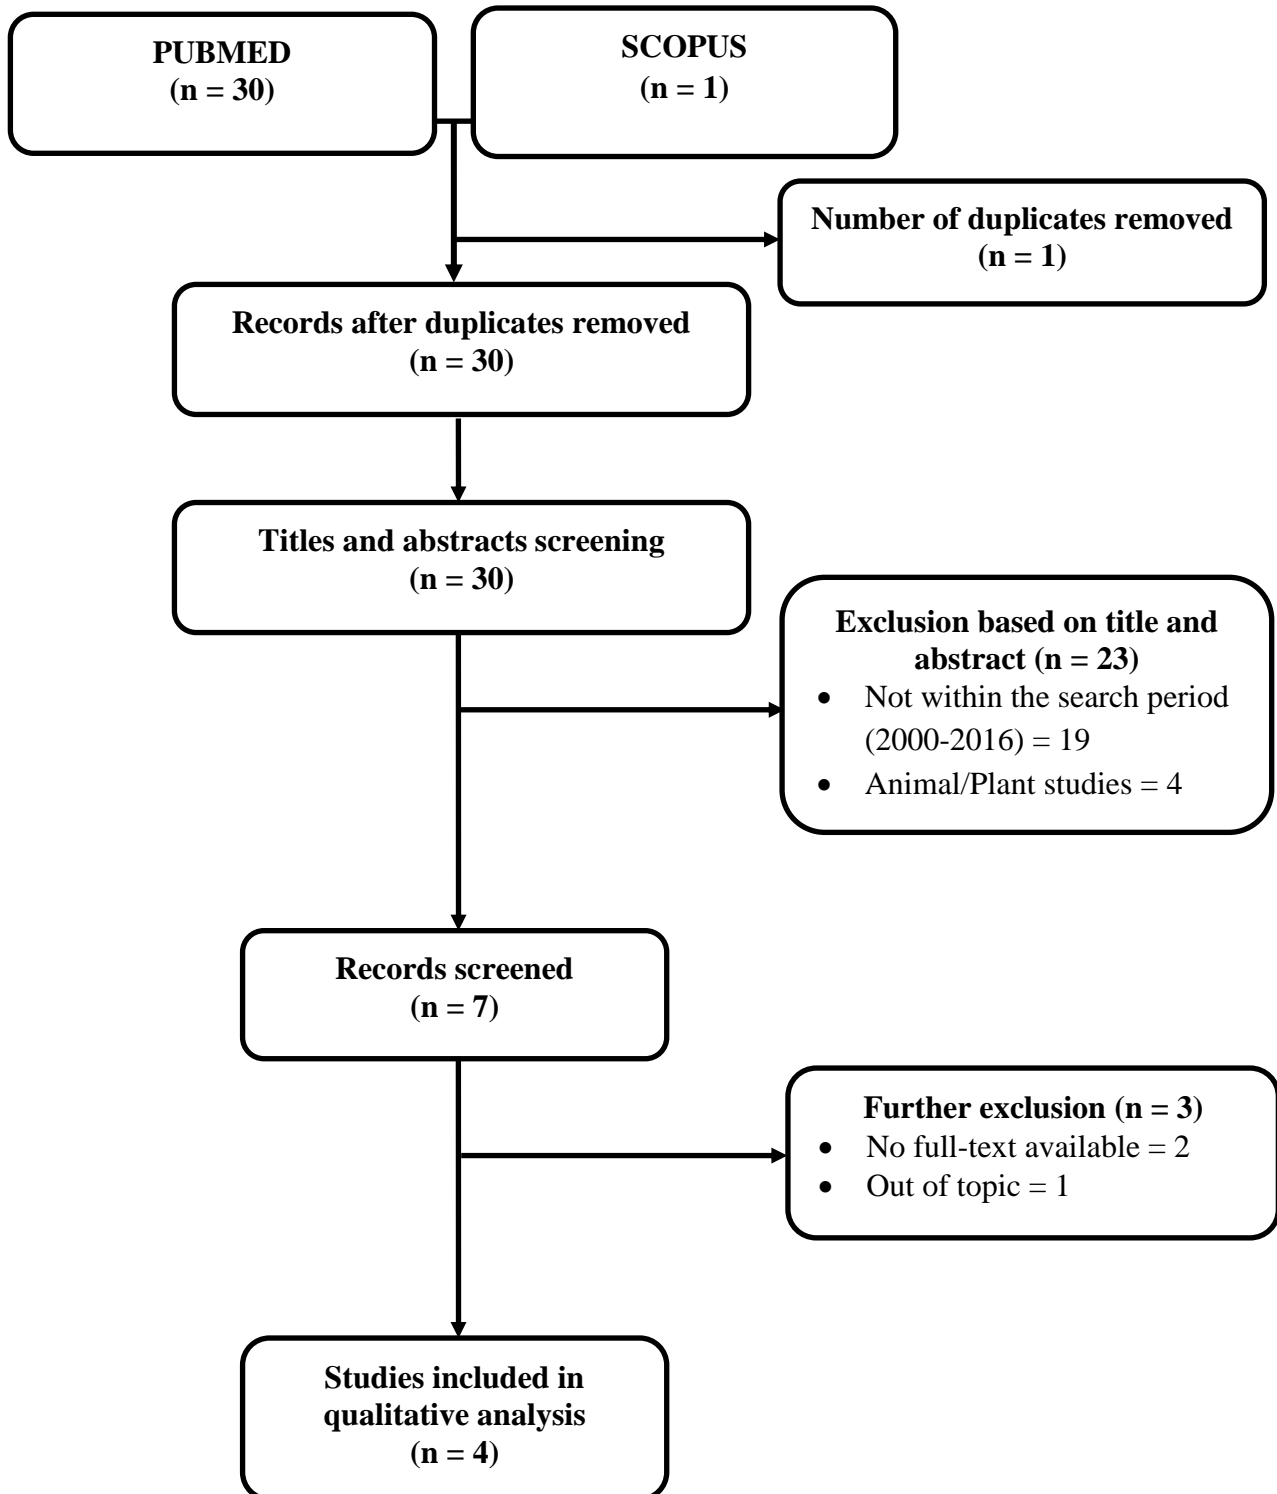 PUBMED
(n = 30)
SCOPUS
(n = 1)
Number of duplicates removed
(n = 1)
Records after duplicates removed
(n = 30)
Titles and abstracts screening
(n = 30)
Exclusion based on title and
abstract (n = 23)
• Not within the search period
(2000-2016) = 19
• Animal/Plant studies = 4
Records screened
(n = 7)
Further exclusion (n = 3)
• No full-text available = 2
• Out of topic = 1
Studies included in
qualitative analysis
(n = 4)